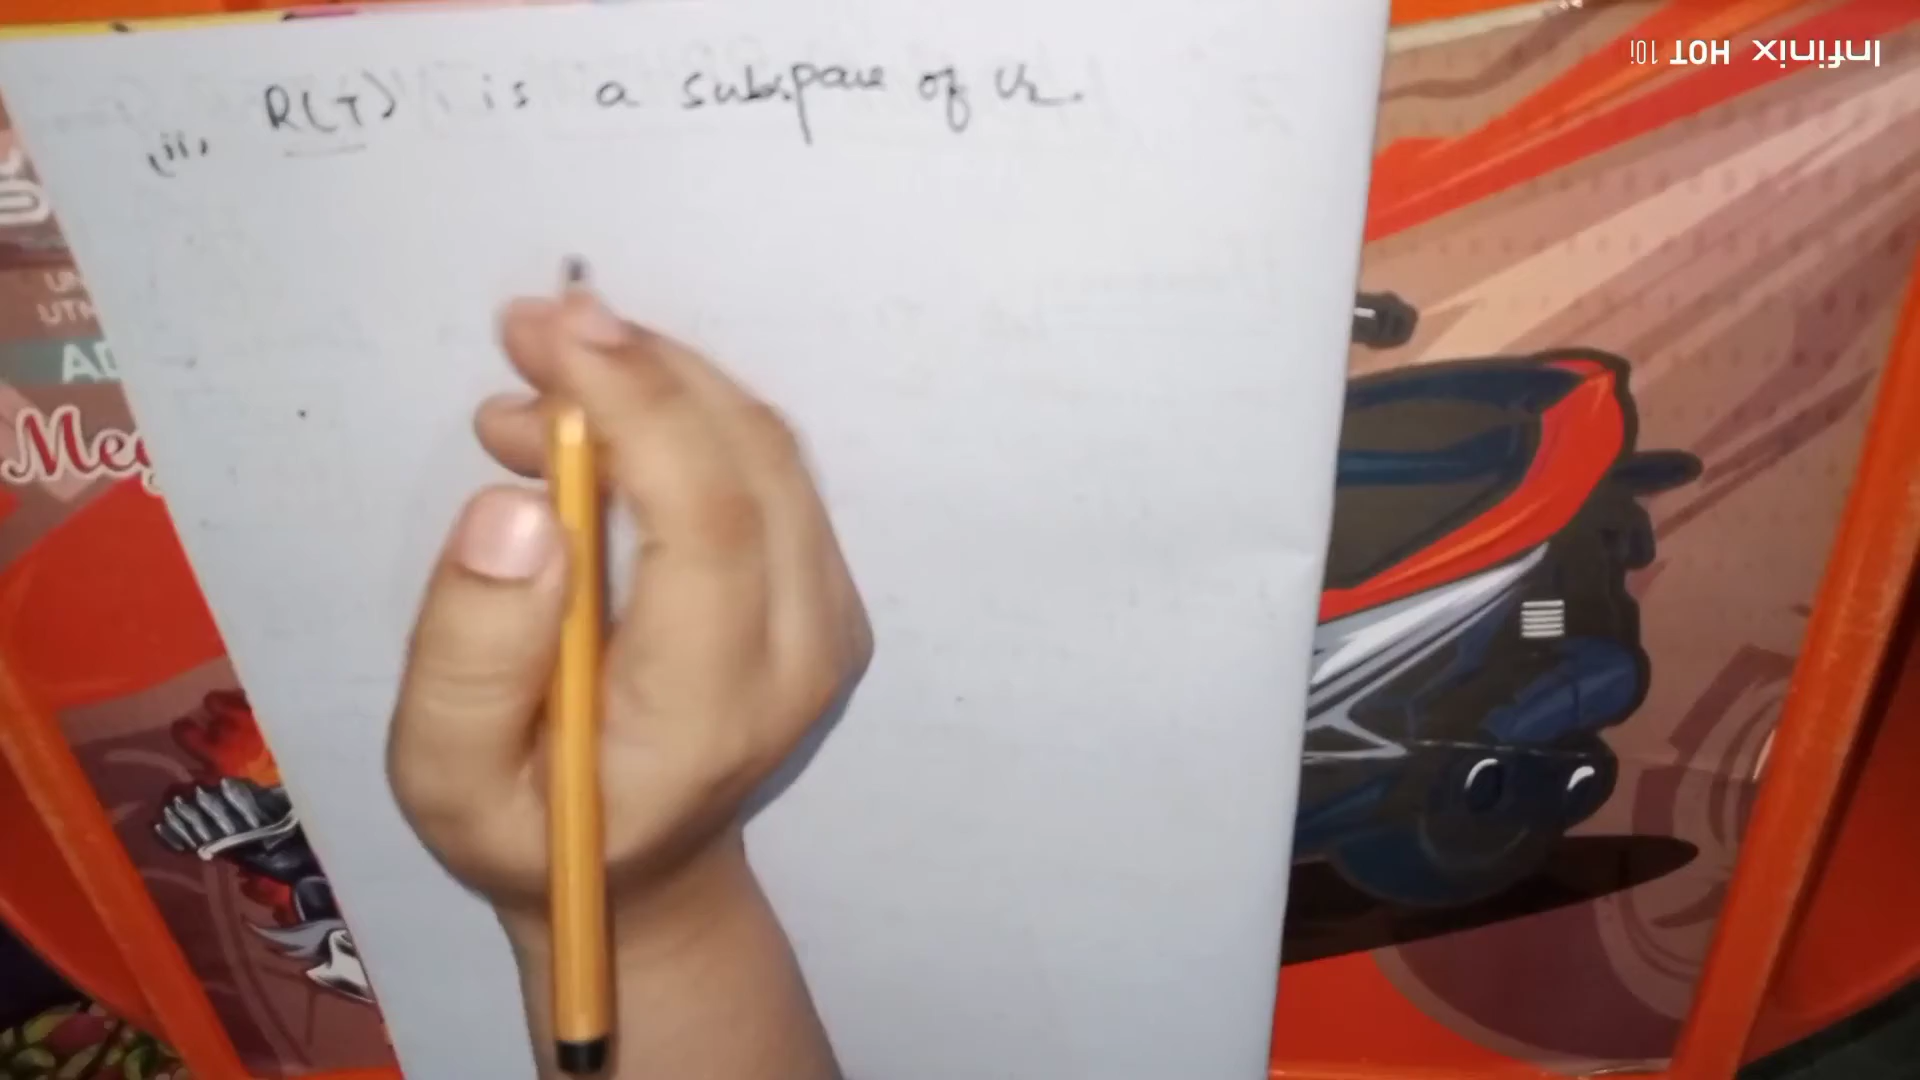 (ii, R(T) is a subspace of V₂.
Infinix HOT 10i